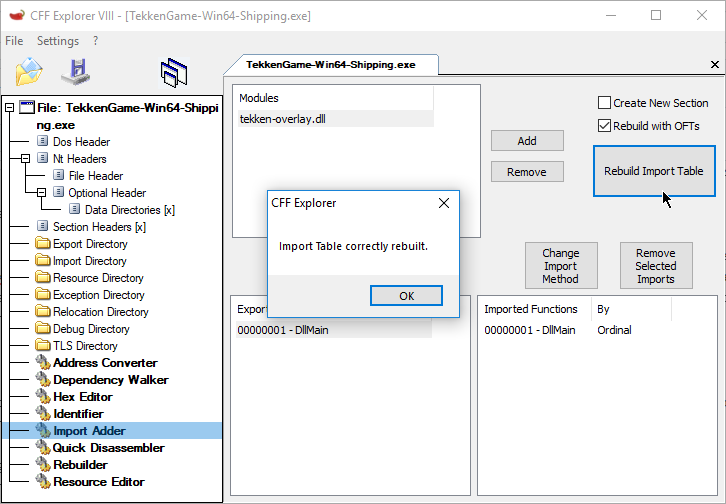 CFF Explorer VIII - [TekkenGame-Win64-Shipping.exe]
File Settings ?
TekkenGame-Win64-Shipping.exe
File: TekkenGame-Win64-Shippi
ng.exe
Dos Header
Nt Headers
File Header
Optional Header
Data Directories [x]
Section Headers [x]
Export Directory
Import Directory
Resource Directory
Exception Directory
Relocation Directory
Debug Directory
TLS Directory
Address Converter
Dependency Walker
Hex Editor
Identifier
Import Adder
Quick Disassembler
Rebuilder
Resource Editor
Modules
tekken-overlay.dll
Add
Remove
Create New Section
Rebuild with OFTs
Rebuild Import Table
CFF Explorer
Import Table correctly rebuilt.
OK
Change
Import
Method
Remove
Selected
Imports
Expor
00000001 - DllMain
Imported Functions By
00000001 - DllMain Ordinal